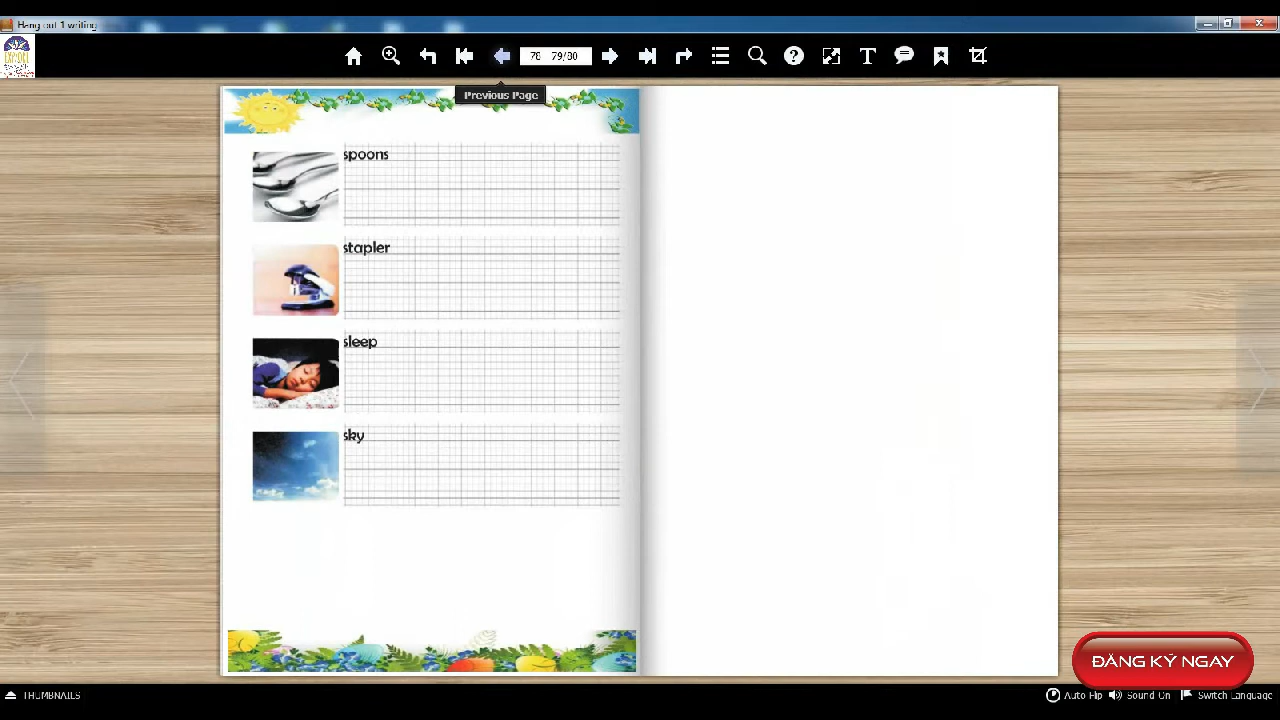 Hang out 1 writing
78 - 79/80
Previous Page
spoons
stapler
sleep
sky
ĐĂNG KÝ NGAY
THUMBNAILS
Auto Flip
Sound On
Switch Language